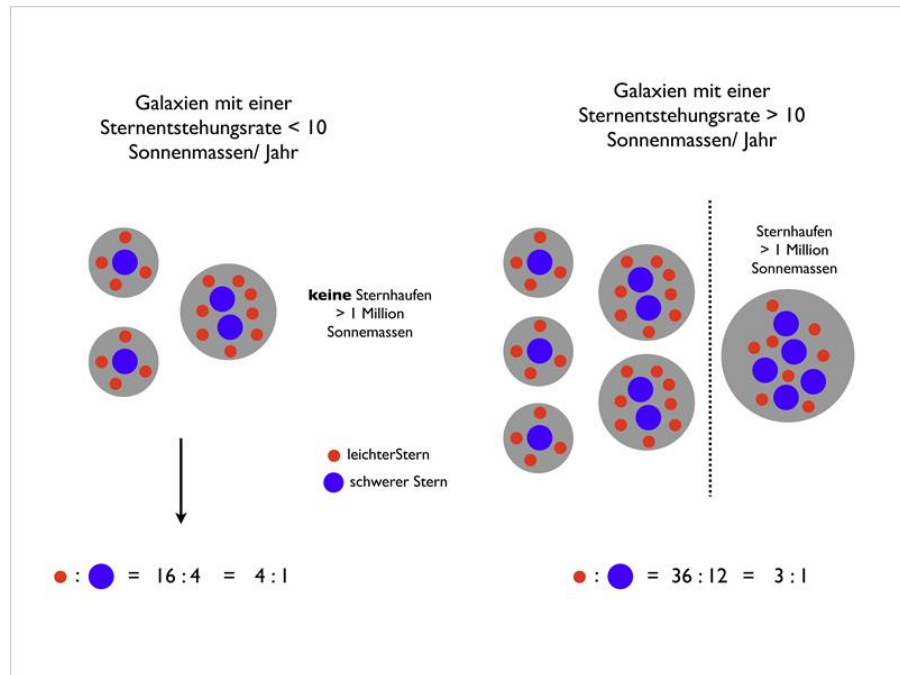 Galaxien mit einer
Sternentstehungsrate < 10
Sonnenmassen/ Jahr
Galaxien mit einer
Sternentstehungsrate > 10
Sonnenmassen/ Jahr
keine Sternhaufen
> 1 Million
Sonnemassen
Sternhaufen
> 1 Million
Sonnemassen
leichterStern
schwerer Stern
: = 16 : 4 = 4 : 1
: = 36 : 12 = 3 : 1